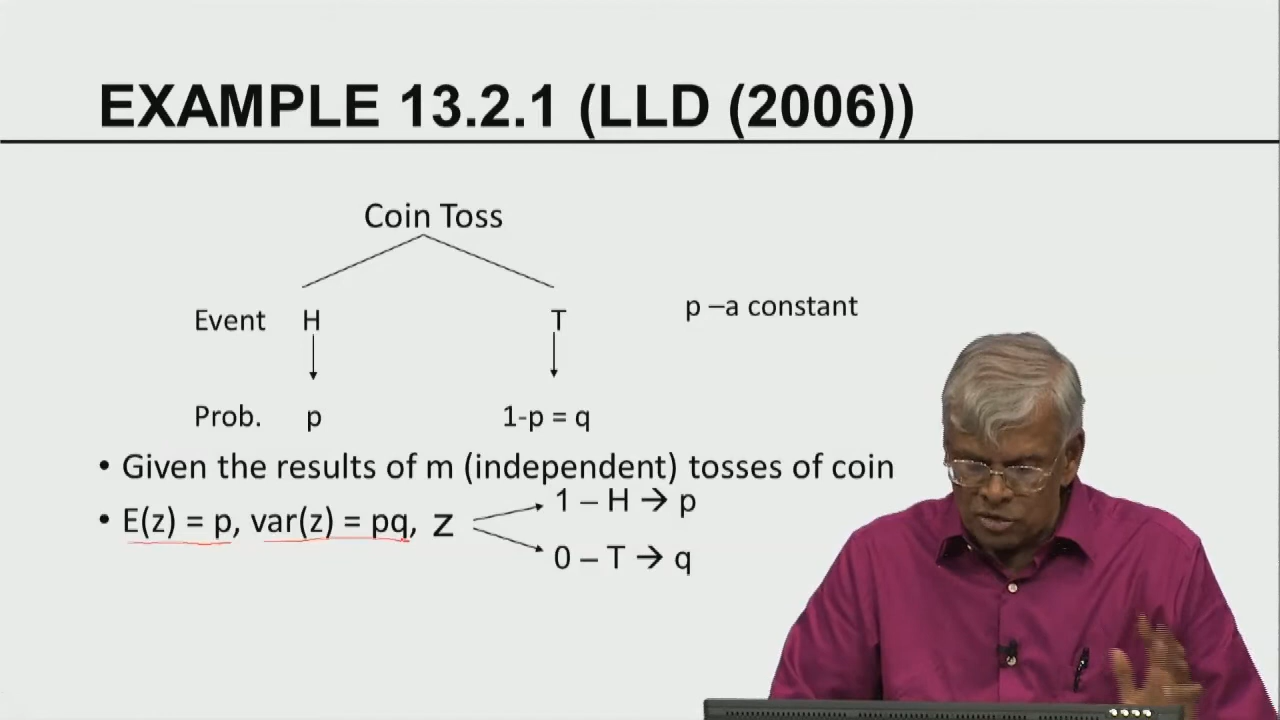 EXAMPLE 13.2.1 (LLD (2006))
Coin Toss
Event H T p –a constant
Prob. p 1-p = q
• Given the results of m (independent) tosses of coin
• E(z) = p, var(z) = pq, z
1 – H → p
0 – T → q